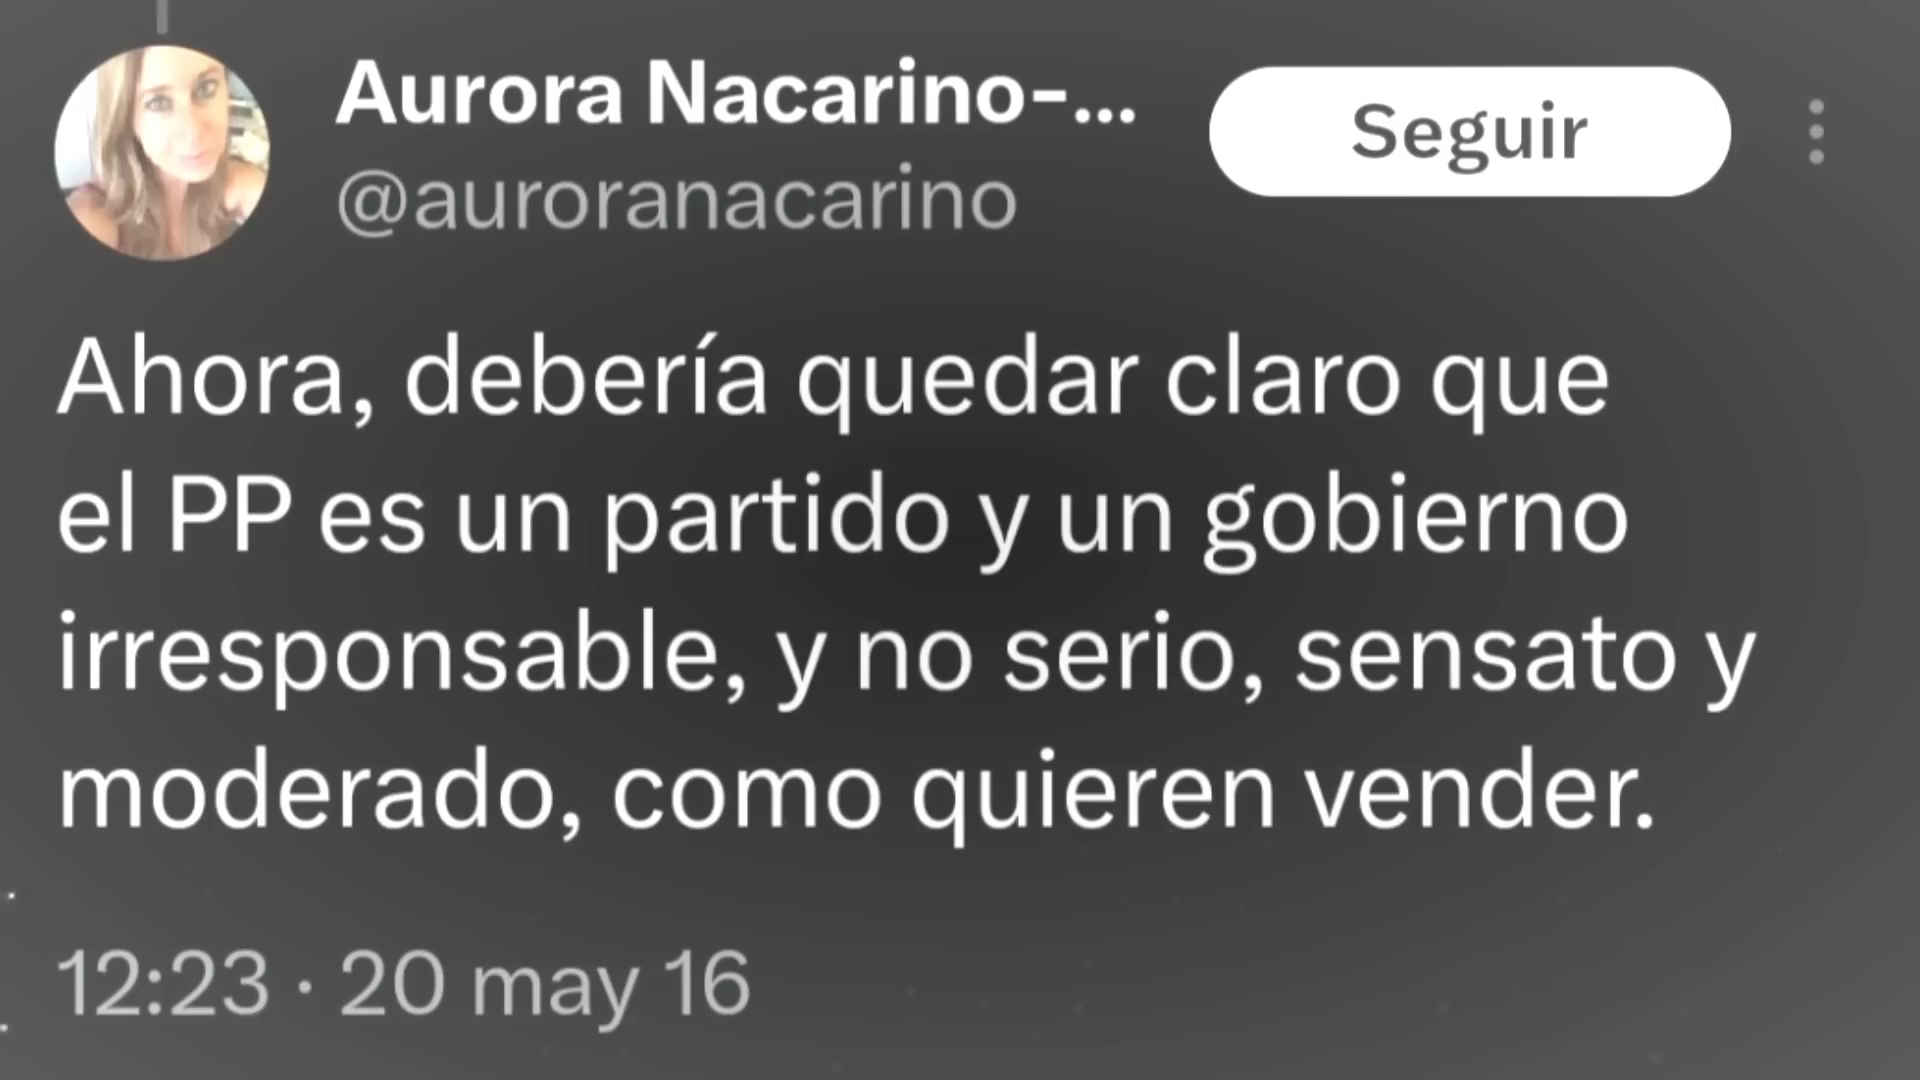 Aurora Nacarino-...
@auroranacarino
Seguir
Ahora, debería quedar claro que
el PP es un partido y un gobierno
irresponsable, y no serio, sensato y
moderado, como quieren vender.
12:23 · 20 may 16